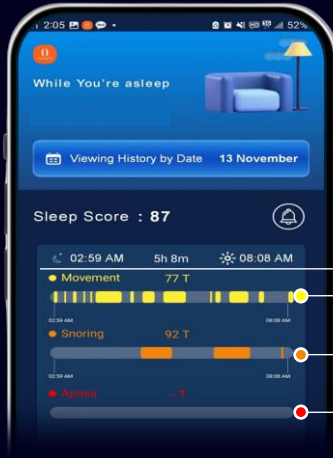 2:05 52%
While You're asleep
Viewing History by Date 13 November
Sleep Score : 87
02:59 AM 5h 8m 08:08 AM
Movement 77 T
02:59 AM 08:08 AM
Snoring 92 T
02:59 AM 08:08 AM
Apnea -- T